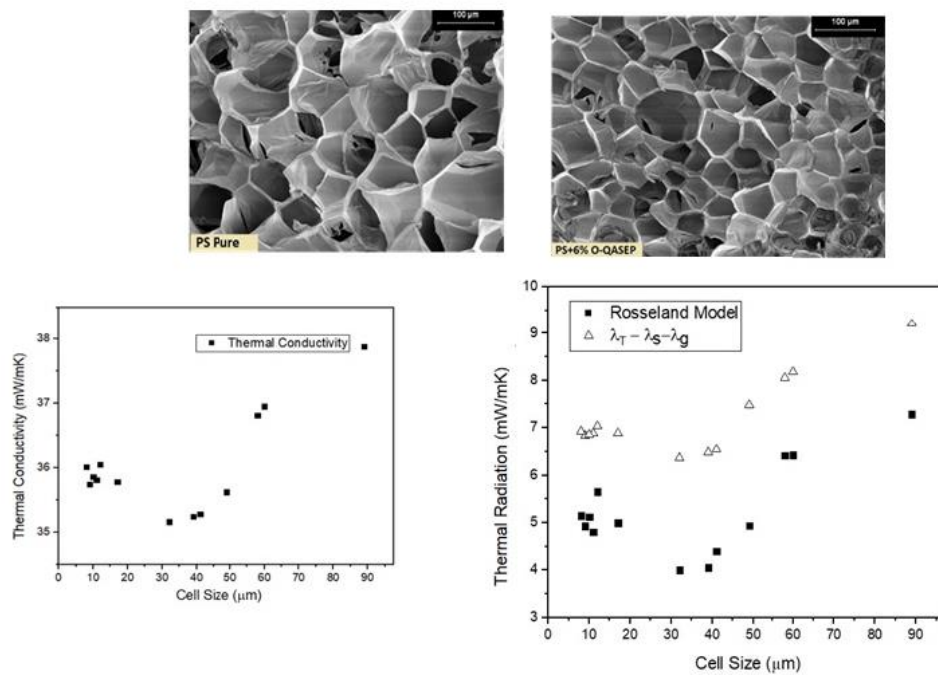 100 µm
PS Pure
100 µm
PS+6% O-QASEP
Thermal Conductivity
Thermal Conductivity (mW/mK)
38
37
36
35
0 10 20 30 40 50 60 70 80 90
Cell Size (µm)
Rosseland Model
λT – λs–λg
Thermal Radiation (mW/mK)
10
9
8
7
6
5
4
3
0 10 20 30 40 50 60 70 80 90
Cell Size (µm)